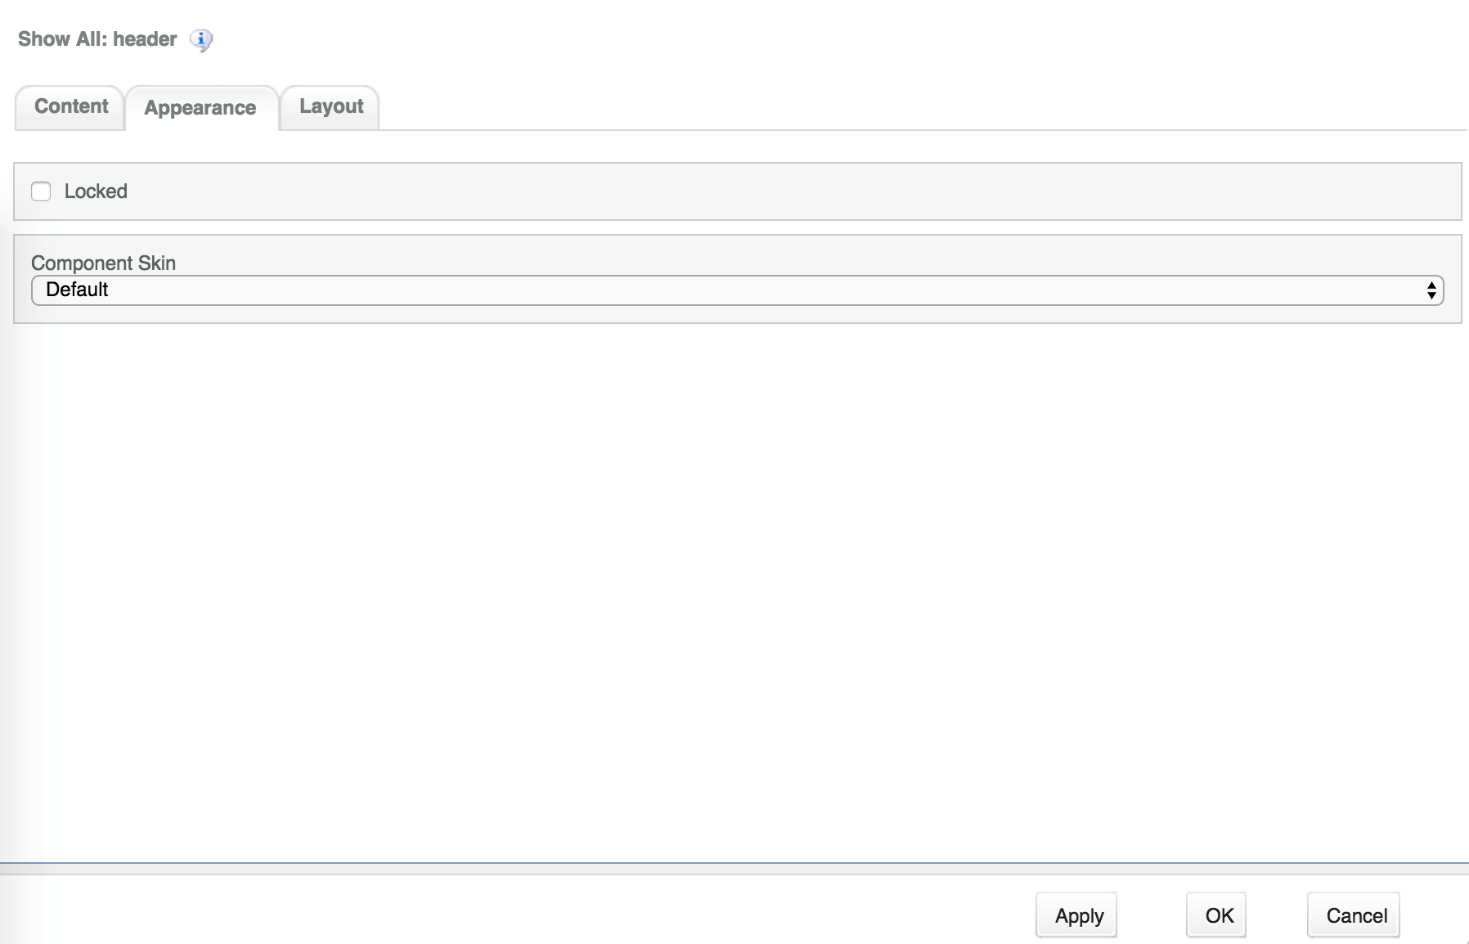 Show All: header
Content Appearance Layout
Locked
Component Skin
Default
Apply OK Cancel